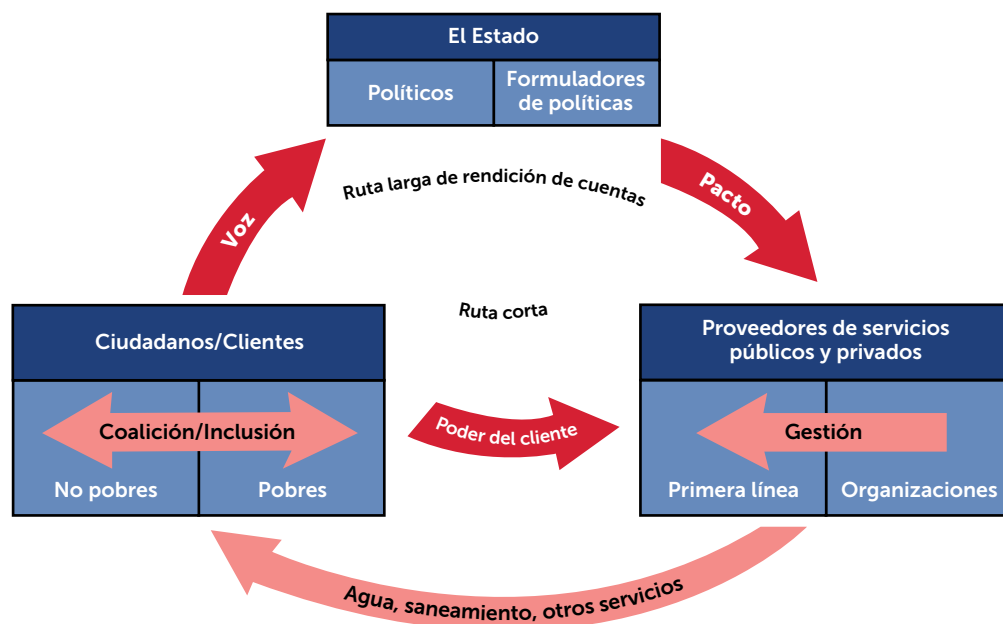 El Estado
Políticos
Formuladores
de políticas
Ruta larga de rendición de cuentas
Voz
Pacto
Ruta corta
Ciudadanos/Clientes
Proveedores de servicios
públicos y privados
Coalición/Inclusión
Poder del cliente
Gestión
No pobres
Pobres
Primera línea
Organizaciones
Agua, saneamiento, otros servicios